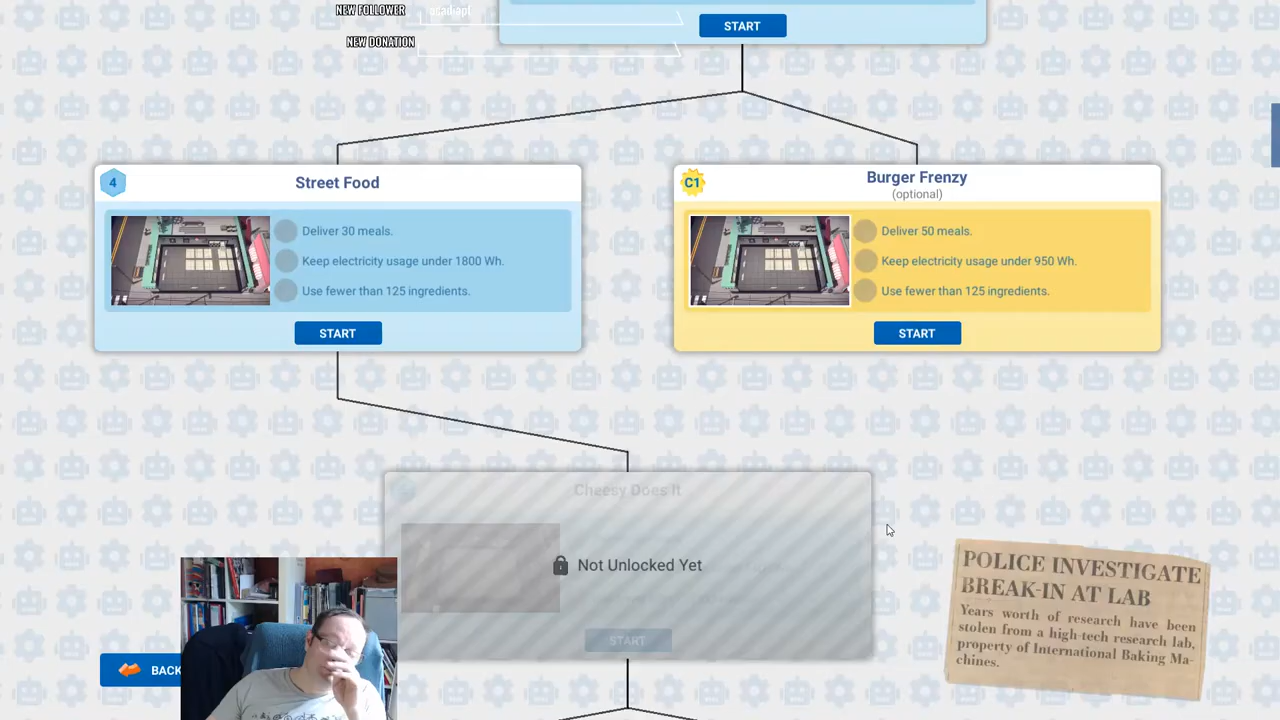 NEW FOLLOWER
NEW DONATION
START
4
Street Food
Deliver 30 meals.
Keep electricity usage under 1800 Wh.
Use fewer than 125 ingredients.
START
C1
Burger Frenzy
(optional)
Deliver 50 meals.
Keep electricity usage under 950 Wh.
Use fewer than 125 ingredients.
START
Cheesy Does It
Not Unlocked Yet
START
BACK
POLICE INVESTIGATE
BREAK-IN AT LAB
Years worth of research have been
stolen from a high-tech research lab,
property of International Baking Ma-
chines.